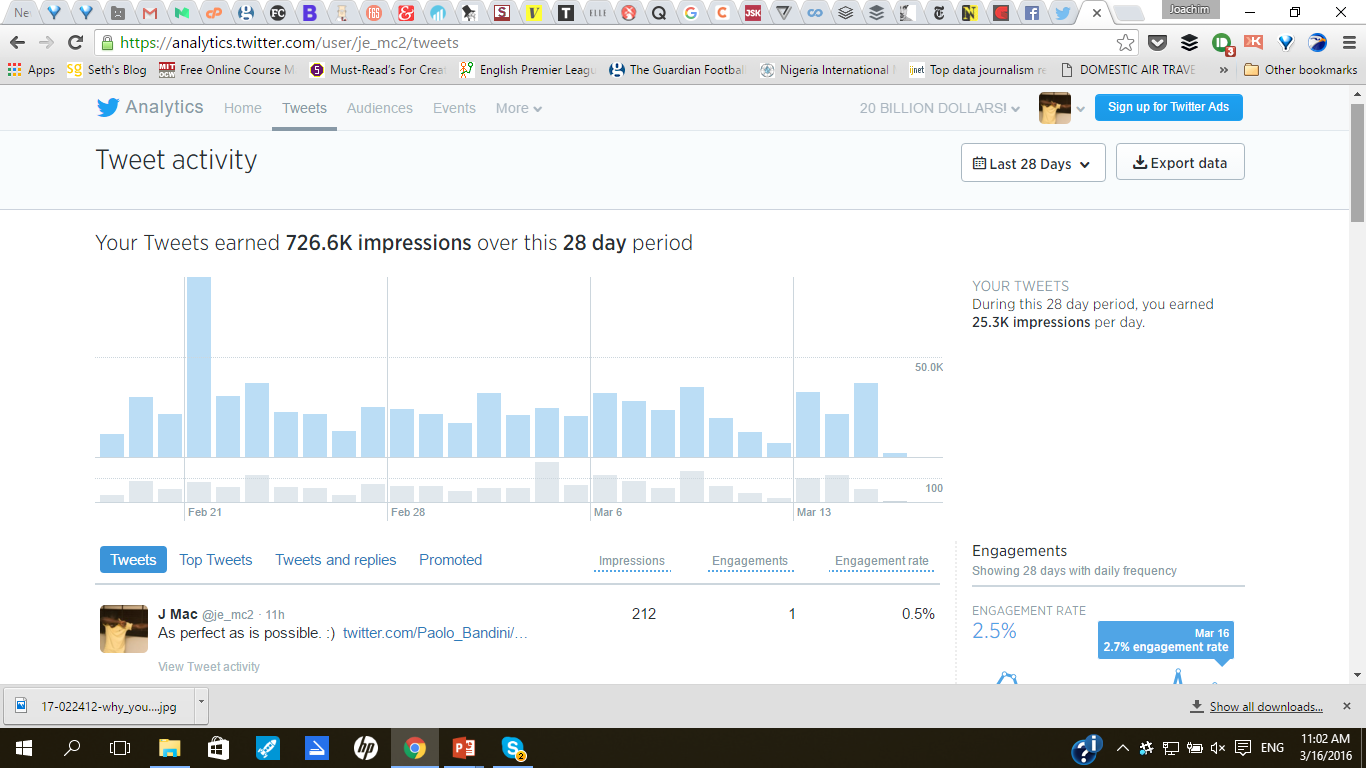 Ne
Joachim
https://analytics.twitter.com/user/je_mc2/tweets
3
Apps Seth's Blog Free Online Course M Must-Read's For Crea English Premier Leagu The Guardian Football Nigeria International Top data journalism re DOMESTIC AIR TRAVE » Other bookmarks
Analytics Home Tweets Audiences Events More 20 BILLION DOLLARS! Sign up for Twitter Ads
Tweet activity
Last 28 Days Export data
Your Tweets earned 726.6K impressions over this 28 day period
YOUR TWEETS
During this 28 day period, you earned
25.3K impressions per day.
50.0K
100
Feb 21 Feb 28 Mar 6 Mar 13
Tweets Top Tweets Tweets and replies Promoted Impressions Engagements Engagement rate
J Mac @je_mc2 · 11h 212 1 0.5%
As perfect as is possible. :) twitter.com/Paolo_Bandini/…
View Tweet activity
Engagements
Showing 28 days with daily frequency
ENGAGEMENT RATE
2.5%
Mar 16
2.7% engagement rate
17-022412-why_you....jpg Show all downloads...
ENG 11:02 AM
3/16/2016